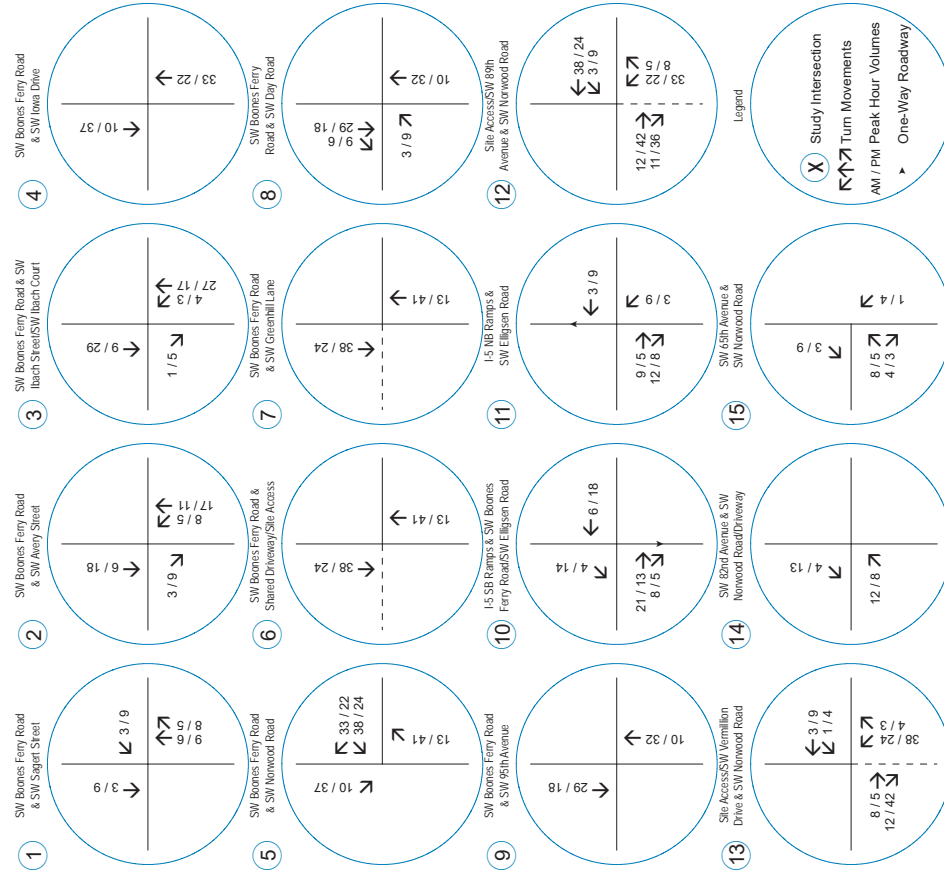 1
SW Boones Ferry Road
& SW Sagert Street
3 / 9
3 / 9
9 / 6
8 / 5
2
SW Boones Ferry Road
& SW Avery Street
6 / 18
3 / 9
8 / 5
17 / 11
3
SW Boones Ferry Road & SW
Ibach Street/SW Ibach Court
9 / 29
1 / 5
4 / 3
27 / 17
4
SW Boones Ferry Road
& SW Iowa Drive
10 / 37
33 / 22
5
SW Boones Ferry Road
& SW Norwood Road
10 / 37
33 / 22
38 / 24
13 / 41
6
SW Boones Ferry Road &
Shared Driveway/Site Access
38 / 24
13 / 41
7
SW Boones Ferry Road
& SW Greenhill Lane
38 / 24
13 / 41
8
SW Boones Ferry
Road & SW Day Road
9 / 6
29 / 18
3 / 9
10 / 32
9
SW Boones Ferry Road
& SW 95th Avenue
29 / 18
10 / 32
10
I-5 SB Ramps & SW Boones
Ferry Road/SW Elligsen Road
4 / 14
6 / 18
21 / 13
8 / 5
11
I-5 NB Ramps &
SW Elligsen Road
3 / 9
9 / 5
12 / 8
3 / 9
12
Site Access/SW 89th
Avenue & SW Norwood Road
38 / 24
3 / 9
12 / 42
11 / 36
33 / 22
8 / 5
13
Site Access/SW Vermillion
Drive & SW Norwood Road
3 / 9
1 / 4
8 / 5
12 / 42
38 / 24
4 / 3
14
SW 82nd Avenue & SW
Norwood Road/Driveway
4 / 13
12 / 8
15
SW 65th Avenue &
SW Norwood Road
3 / 9
8 / 5
4 / 3
1 / 4
Legend
X Study Intersection
Turn Movements
AM / PM Peak Hour Volumes
One-Way Roadway